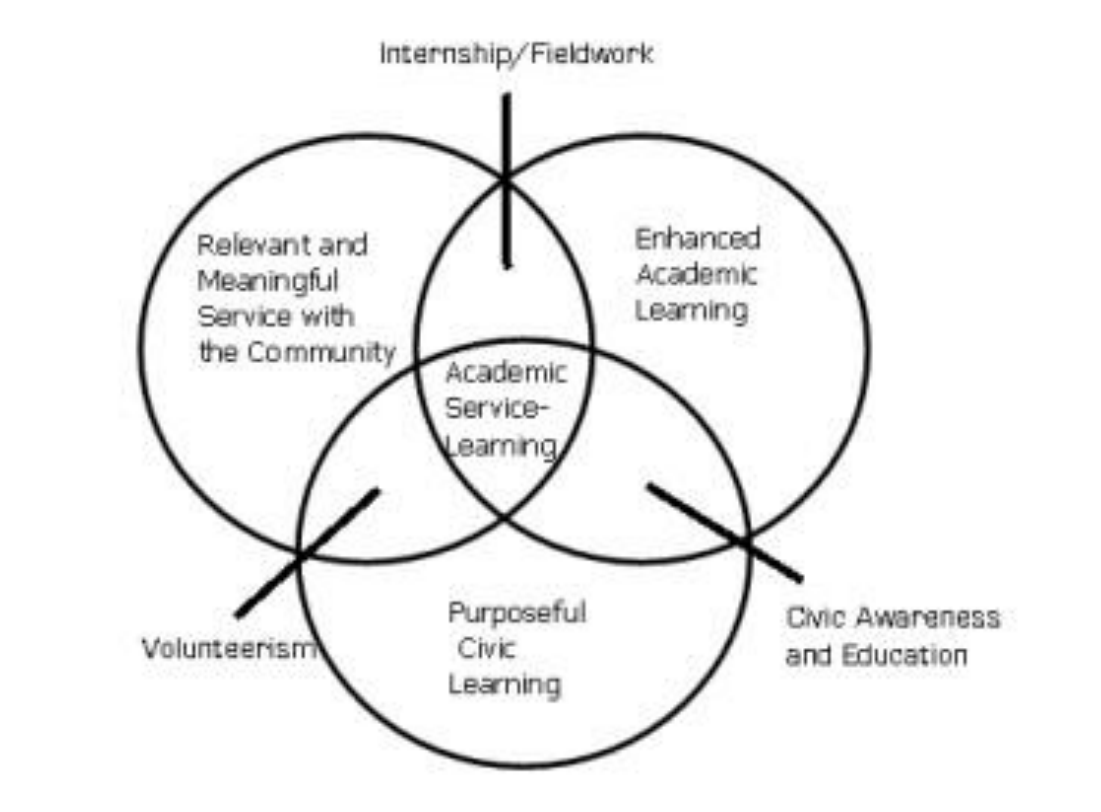 Internship/Fieldwork
Relevant and
Meaningful
Service with
the Community
Enhanced
Academic
Learning
Academic
Service-
Learning
Volunteerism
Purposeful
Civic
Learning
Civic Awareness
and Education